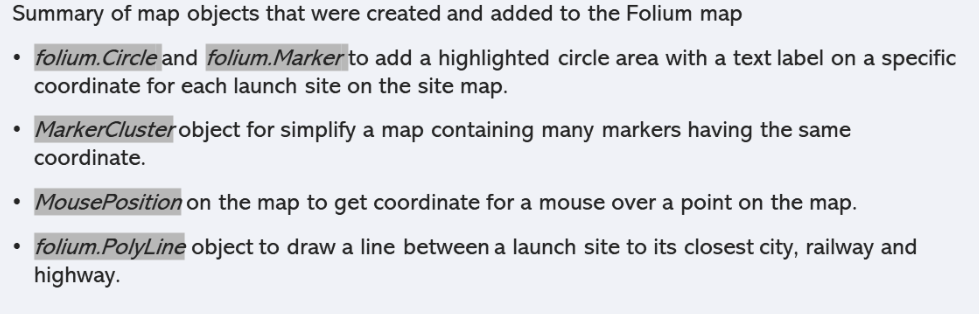 Summary of map objects that were created and added to the Folium map
• folium.Circle and folium.Marker to add a highlighted circle area with a text label on a specific
coordinate for each launch site on the site map.
• MarkerCluster object for simplify a map containing many markers having the same
coordinate.
• MousePosition on the map to get coordinate for a mouse over a point on the map.
• folium.PolyLine object to draw a line between a launch site to its closest city, railway and
highway.